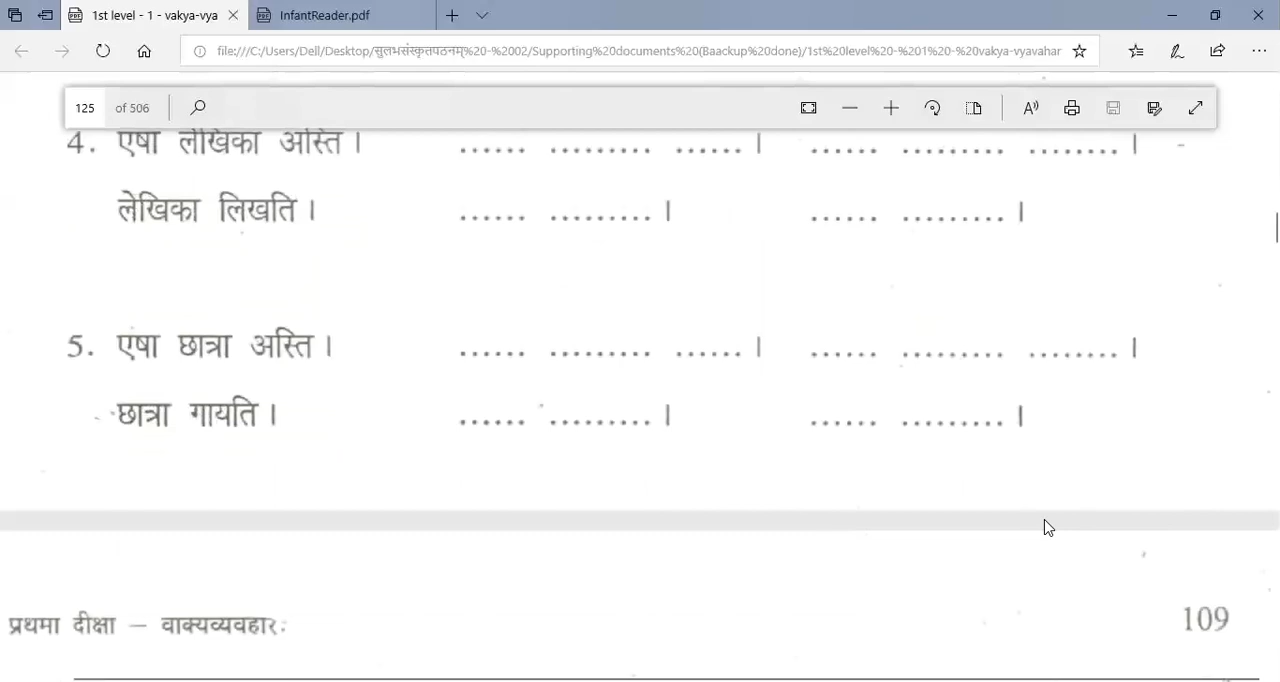 1st level - 1 - vakya-vya
InfantReader.pdf
file:///C:/Users/Dell/Desktop/सुलभसंस्कृतपठनम्%20-%2002/Supporting%20documents%20(Baackup%20done)/1st%20level%20-%201%20-%20vakya-vyavahar
125 of 506
4. एषा लेखिका अस्ति । ...... ......... ...... । ...... ......... ........ ।
लेखिका लिखति । ...... ......... । ...... ......... ।
5. एषा छात्रा अस्ति । ...... ......... ...... । ...... ......... ........ ।
छात्रा गायति । ...... ......... । ...... ......... ।
प्रथमा दीक्षा – वाक्यव्यवहारः 109